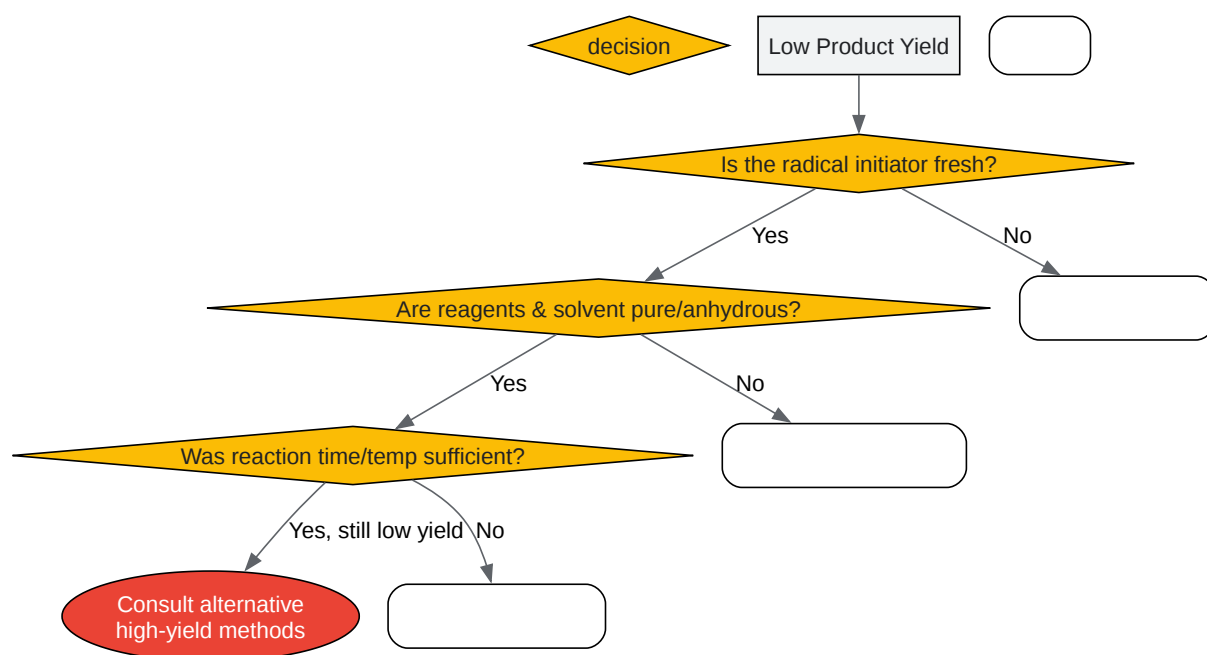 decision
Low Product Yield
Is the radical initiator fresh?
Yes
No
Are reagents & solvent pure/anhydrous?
Yes
No
Was reaction time/temp sufficient?
Yes, still low yield
No
Consult alternative
high-yield methods